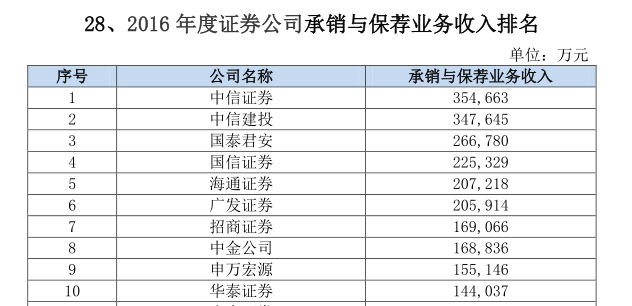 28、2016 年度证券公司承销与保荐业务收入排名
单位：万元
序号 公司名称 承销与保荐业务收入
1 中信证券 354,663
2 中信建投 347,645
3 国泰君安 266,780
4 国信证券 225,329
5 海通证券 207,218
6 广发证券 205,914
7 招商证券 169,066
8 中金公司 168,836
9 申万宏源 155,146
10 华泰证券 144,037